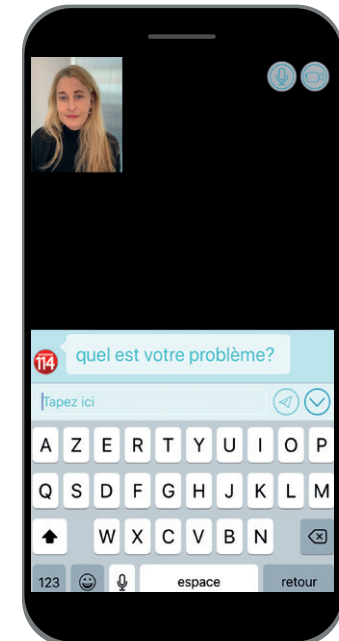 114
quel est votre problème?
Tapez ici
A Z E R T Y U I O P
Q S D F G H J K L M
W X C V B N
123 espace retour